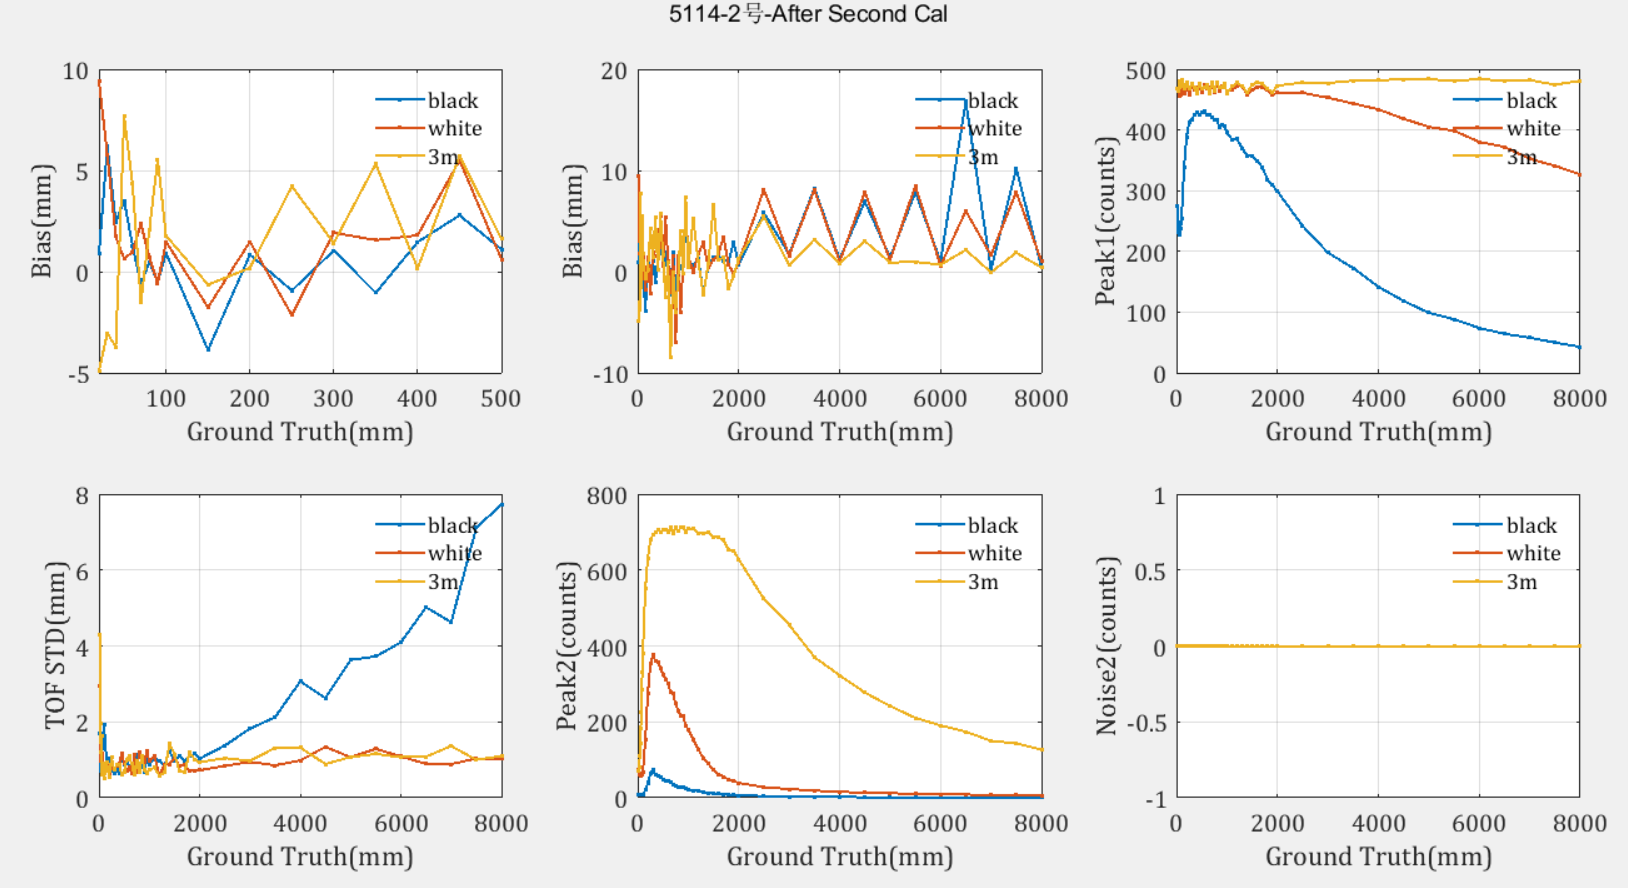 5114-2号-After Second Cal
10
5
0
-5
100
200
300
400
500
Bias(mm)
Ground Truth(mm)
black
white
3m
20
10
0
-10
0
2000
4000
6000
8000
Bias(mm)
Ground Truth(mm)
black
white
3m
500
400
300
200
100
0
0
2000
4000
6000
8000
Peak1(counts)
Ground Truth(mm)
black
white
3m
8
6
4
2
0
0
2000
4000
6000
8000
TOF STD(mm)
Ground Truth(mm)
black
white
3m
800
600
400
200
0
0
2000
4000
6000
8000
Peak2(counts)
Ground Truth(mm)
black
white
3m
1
0.5
0
-0.5
-1
0
2000
4000
6000
8000
Noise2(counts)
Ground Truth(mm)
black
white
3m